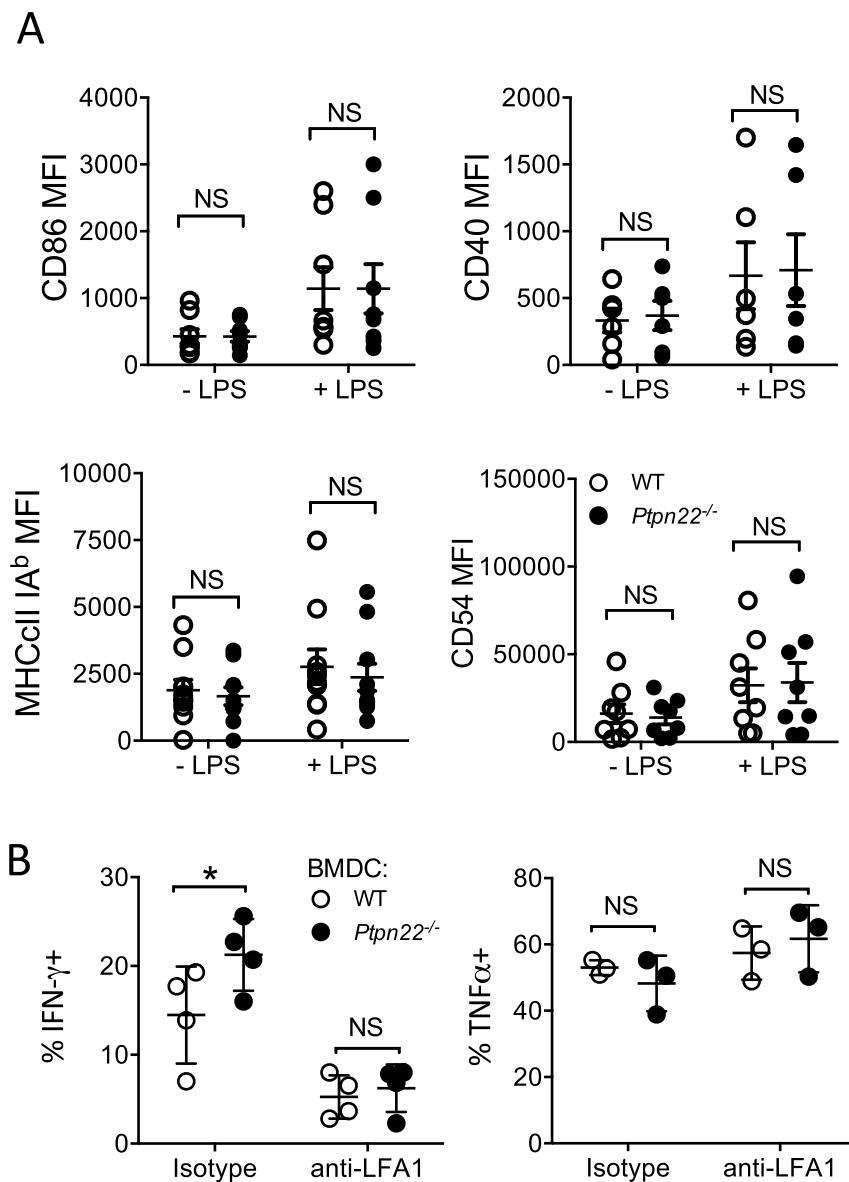 A
CD86 MFI
4000
3000
2000
1000
0
NS
NS
- LPS
+ LPS
CD40 MFI
2000
1500
1000
500
0
NS
NS
- LPS
+ LPS
MHCcII IAᵇ MFI
10000
7500
5000
2500
0
NS
NS
- LPS
+ LPS
CD54 MFI
150000
100000
50000
0
WT
Ptpn22-/-
NS
NS
- LPS
+ LPS
B
% IFN-γ+
30
20
10
0
*
NS
BMDC:
WT
Ptpn22-/-
Isotype
anti-LFA1
% TNFα+
80
60
40
20
0
NS
NS
Isotype
anti-LFA1